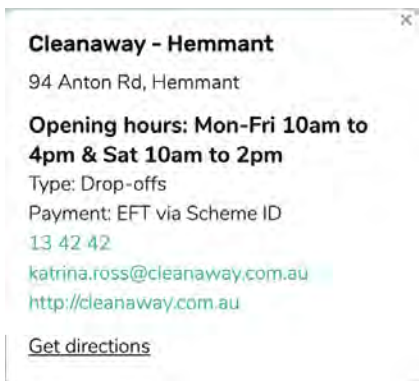 Cleanaway - Hemmant
94 Anton Rd, Hemmant
Opening hours: Mon-Fri 10am to
4pm & Sat 10am to 2pm
Type: Drop-offs
Payment: EFT via Scheme ID
13 42 42
katrina.ross@cleanaway.com.au
http://cleanaway.com.au
Get directions